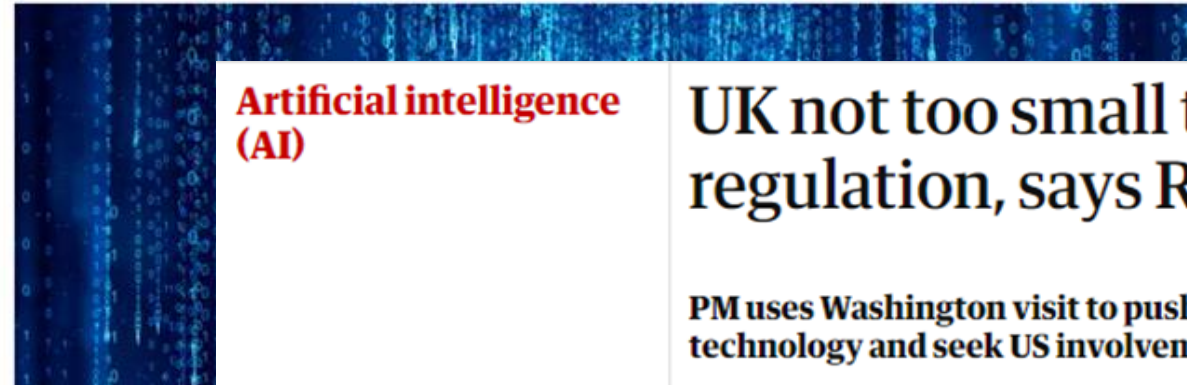 Artificial intelligence
(AI)
UK not too small
regulation, says
PM uses Washington visit to
technology and seek US